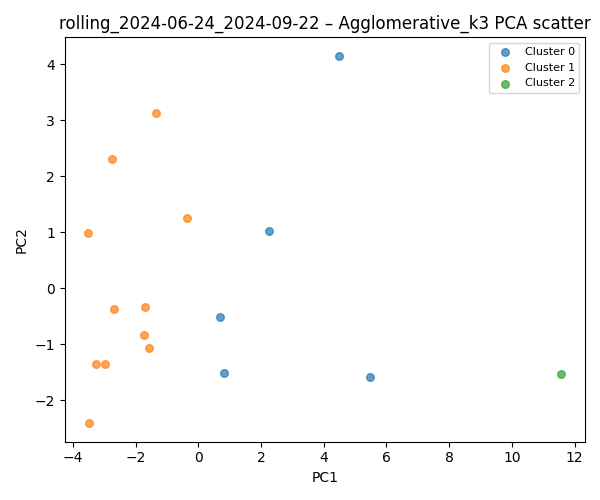 rolling_2024-06-24_2024-09-22 – Agglomerative_k3 PCA scatter
Cluster 0
Cluster 1
Cluster 2
PC2
4
3
2
1
0
−1
−2
−4
−2
0
2
4
6
8
10
12
PC1